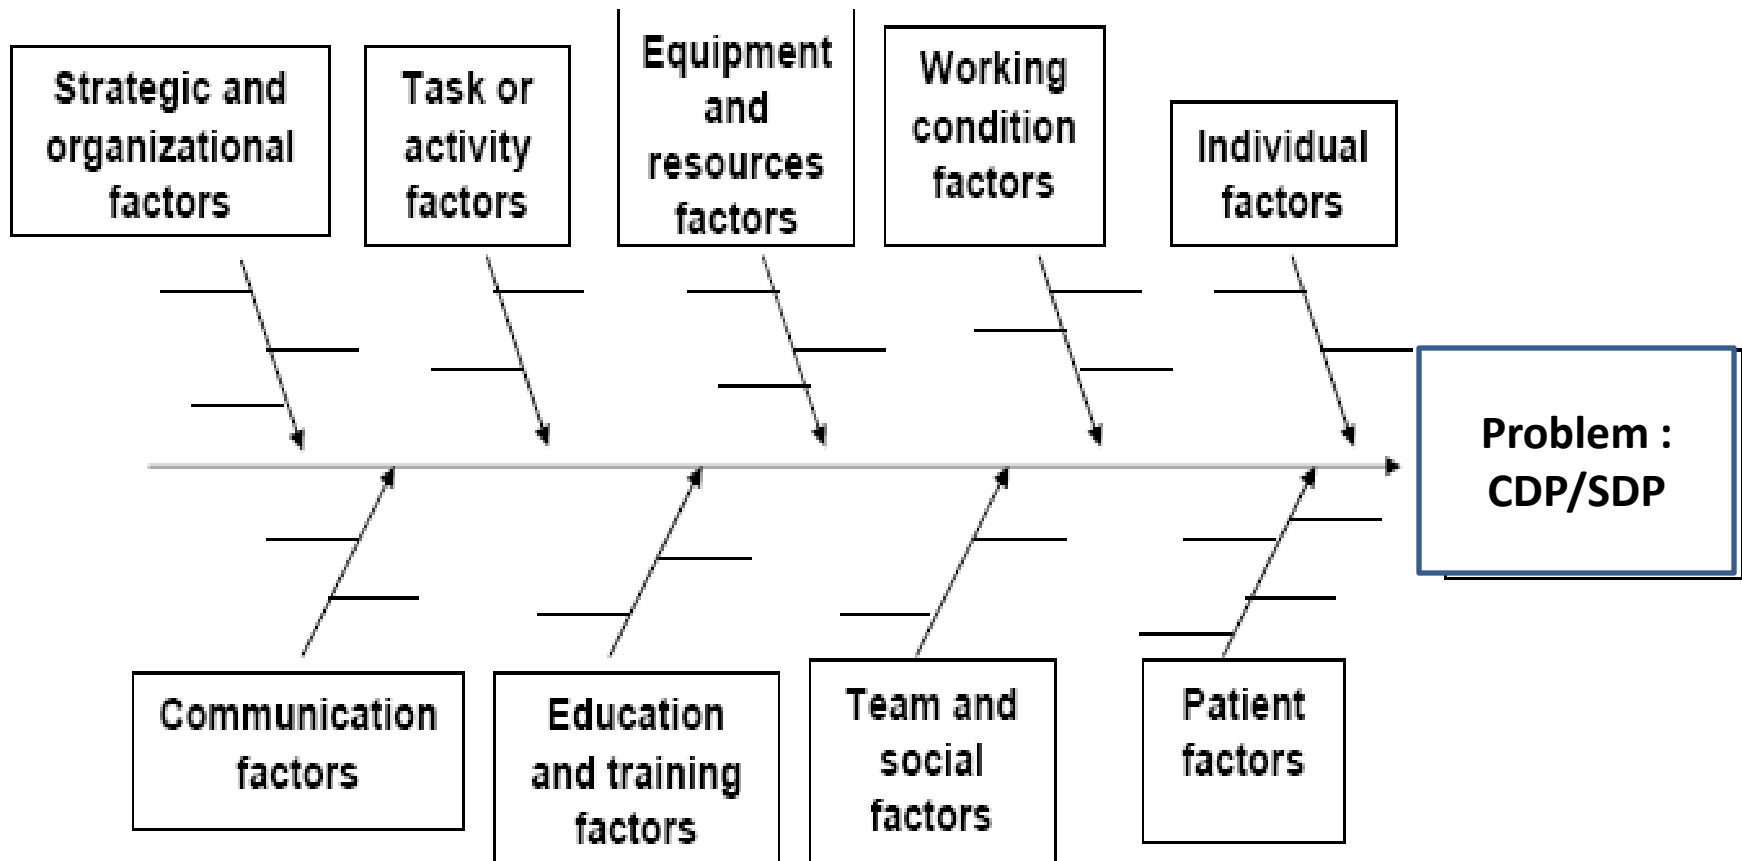 Strategic and
organizational
factors
Task or
activity
factors
Equipment
and
resources
factors
Working
condition
factors
Individual
factors
Problem :
CDP/SDP
Communication
factors
Education
and training
factors
Team and
social
factors
Patient
factors